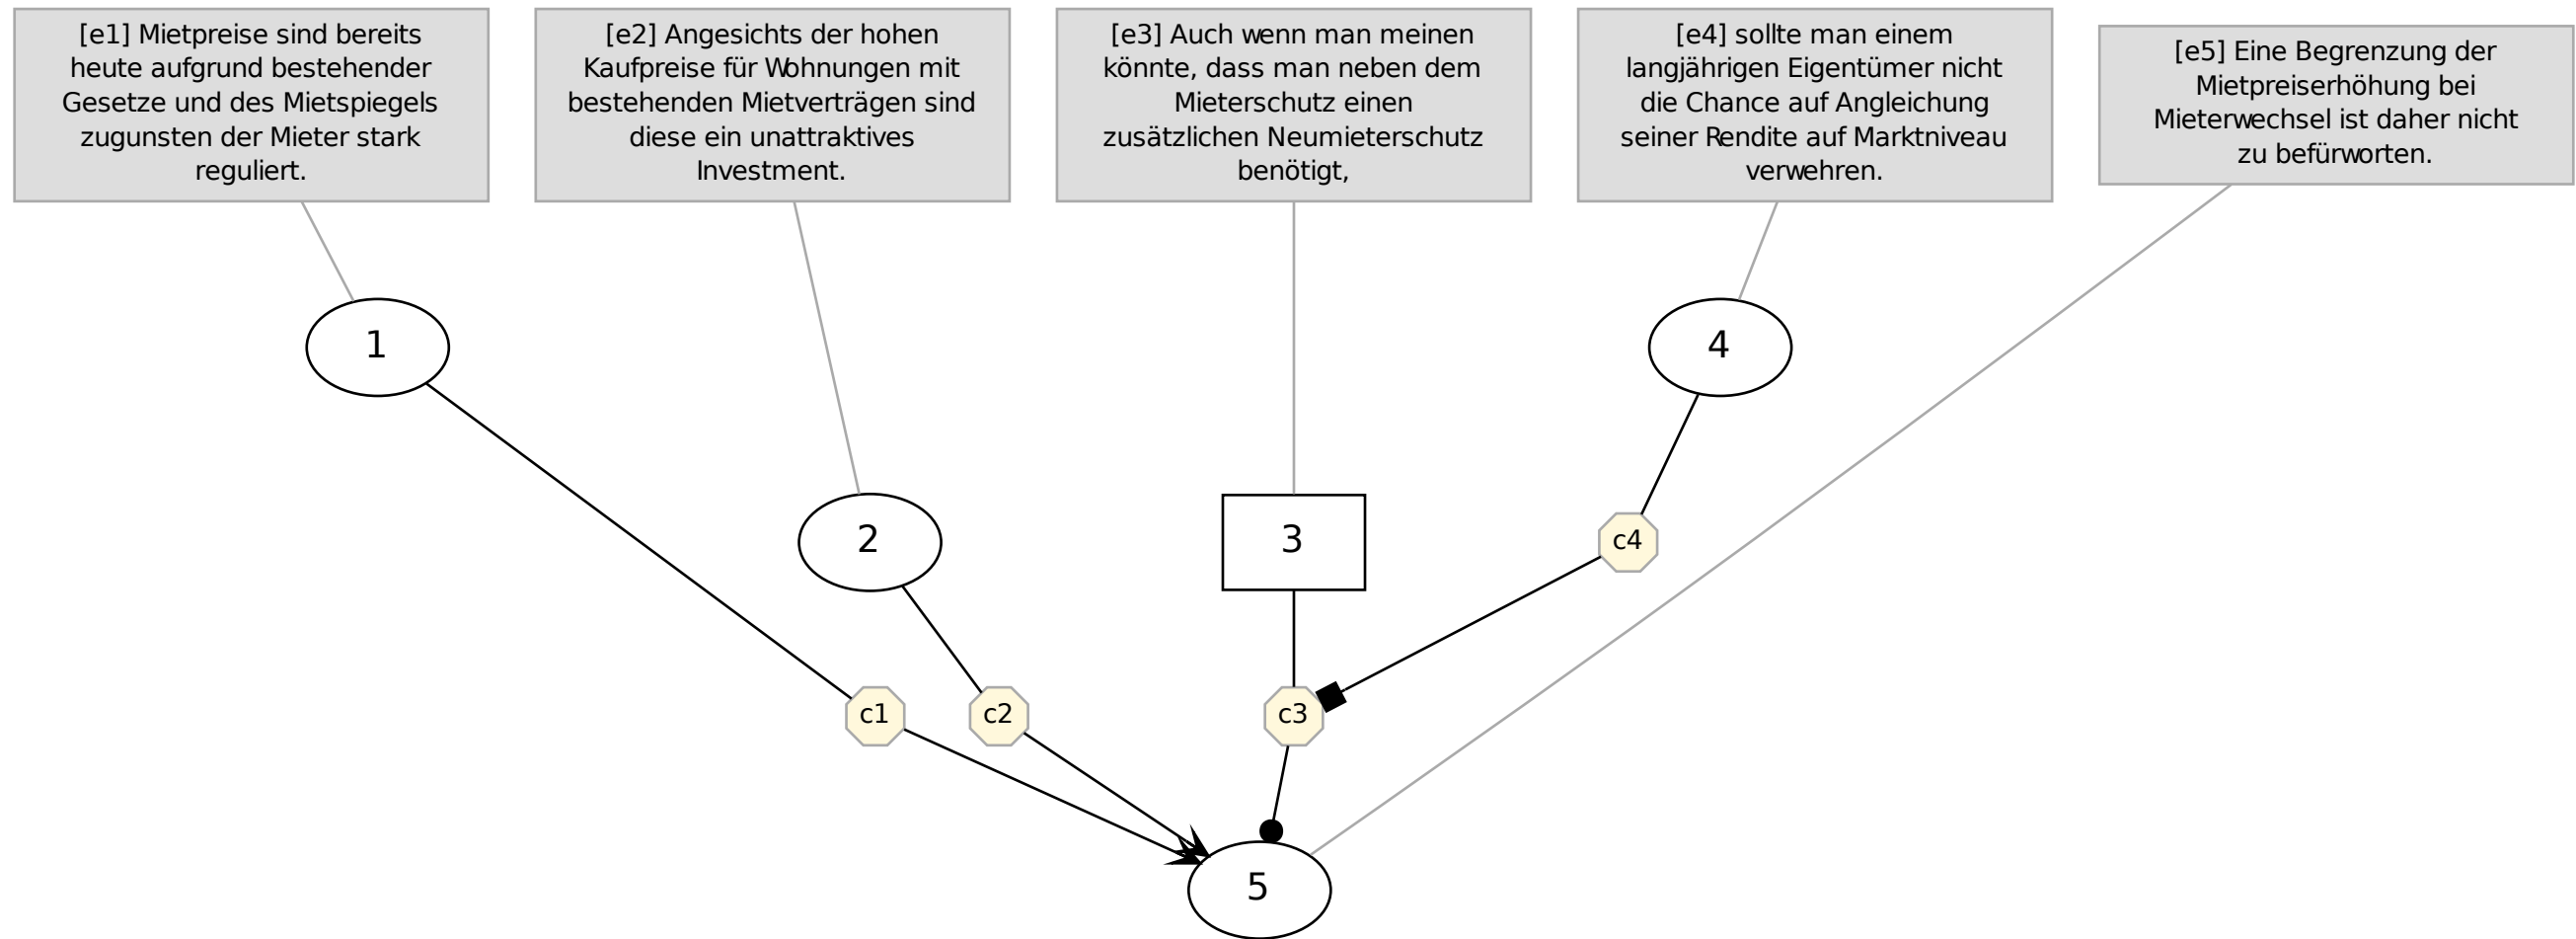 [e1] Mietpreise sind bereits
heute aufgrund bestehender
Gesetze und des Mietspiegels
zugunsten der Mieter stark
reguliert.
[e2] Angesichts der hohen
Kaufpreise für Wohnungen mit
bestehenden Mietverträgen sind
diese ein unattraktives
Investment.
[e3] Auch wenn man meinen
könnte, dass man neben dem
Mieterschutz einen
zusätzlichen Neumieterschutz
benötigt,
[e4] sollte man einem
langjährigen Eigentümer nicht
die Chance auf Angleichung
seiner Rendite auf Marktniveau
verwehren.
[e5] Eine Begrenzung der
Mietpreiserhöhung bei
Mieterwechsel ist daher nicht
zu befürworten.
1
4
2
3
c4
c1
c2
c3
5